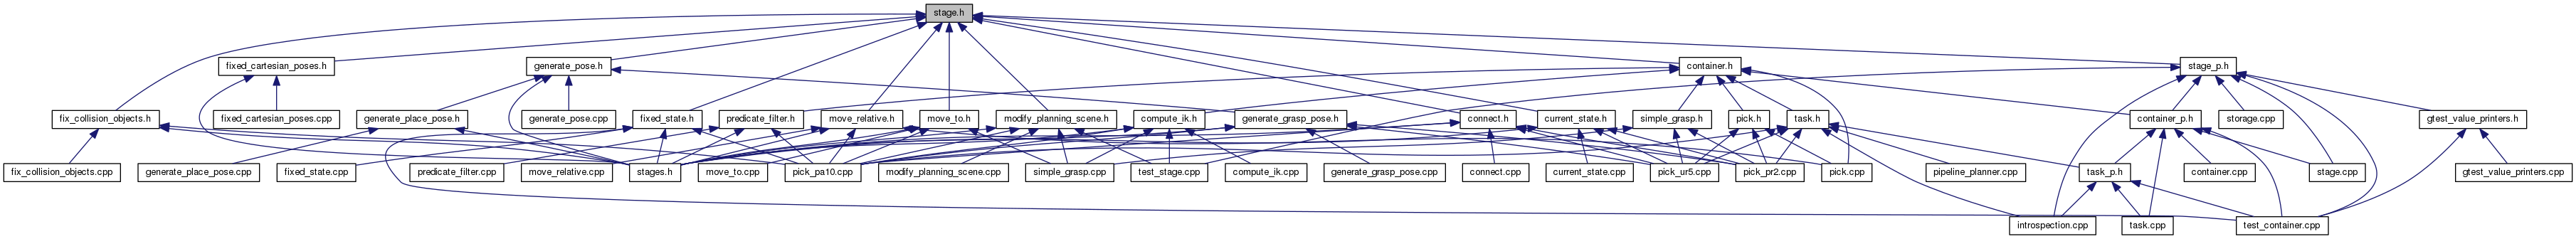 stage.h
fixed_cartesian_poses.h
generate_pose.h
container.h
stage_p.h
fix_collision_objects.h
fixed_cartesian_poses.cpp
generate_place_pose.h
generate_pose.cpp
fixed_state.h
predicate_filter.h
move_relative.h
move_to.h
modify_planning_scene.h
compute_ik.h
generate_grasp_pose.h
connect.h
current_state.h
simple_grasp.h
pick.h
task.h
container_p.h
storage.cpp
gtest_value_printers.h
fix_collision_objects.cpp
generate_place_pose.cpp
fixed_state.cpp
predicate_filter.cpp
move_relative.cpp
stages.h
move_to.cpp
pick_pa10.cpp
modify_planning_scene.cpp
simple_grasp.cpp
test_stage.cpp
compute_ik.cpp
generate_grasp_pose.cpp
connect.cpp
current_state.cpp
pick_ur5.cpp
pick_pr2.cpp
pick.cpp
pipeline_planner.cpp
task_p.h
container.cpp
stage.cpp
gtest_value_printers.cpp
introspection.cpp
task.cpp
test_container.cpp